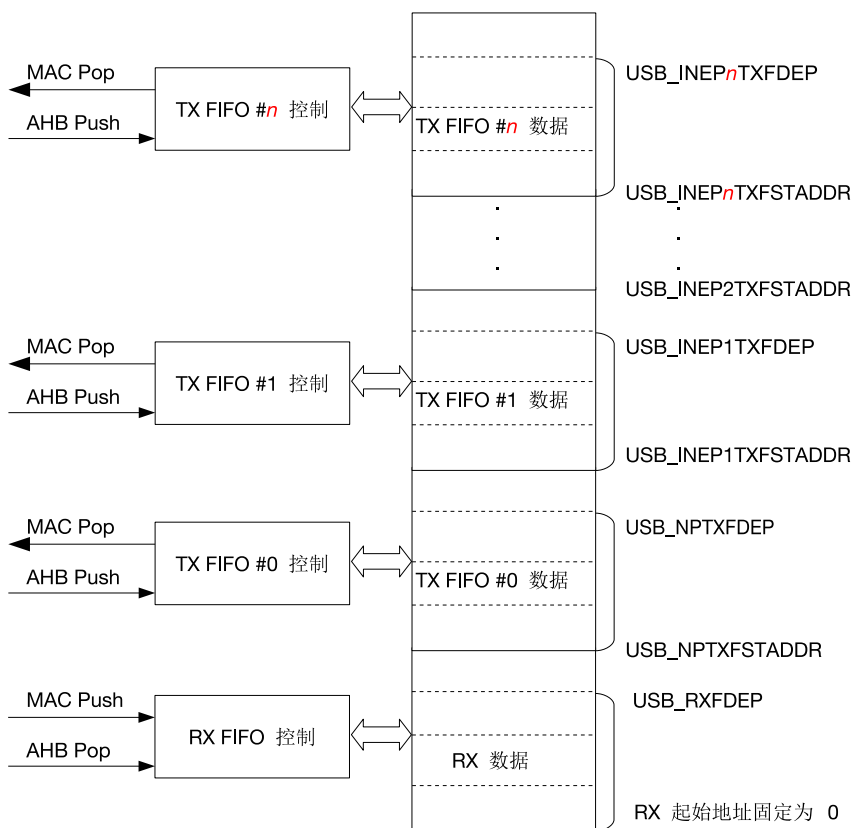 USB_INEPnTXFDEP
MAC Pop
TX FIFO #n 控制
AHB Push
TX FIFO #n 数据
USB_INEPnTXFSTADDR
USB_INEP2TXFSTADDR
MAC Pop
USB_INEP1TXFDEP
TX FIFO #1 控制
AHB Push
TX FIFO #1 数据
USB_INEP1TXFSTADDR
MAC Pop
USB_NPTXFDEP
TX FIFO #0 控制
AHB Push
TX FIFO #0 数据
USB_NPTXFSTADDR
MAC Push
USB_RXFDEP
RX FIFO 控制
AHB Pop
RX 数据
RX 起始地址固定为 0